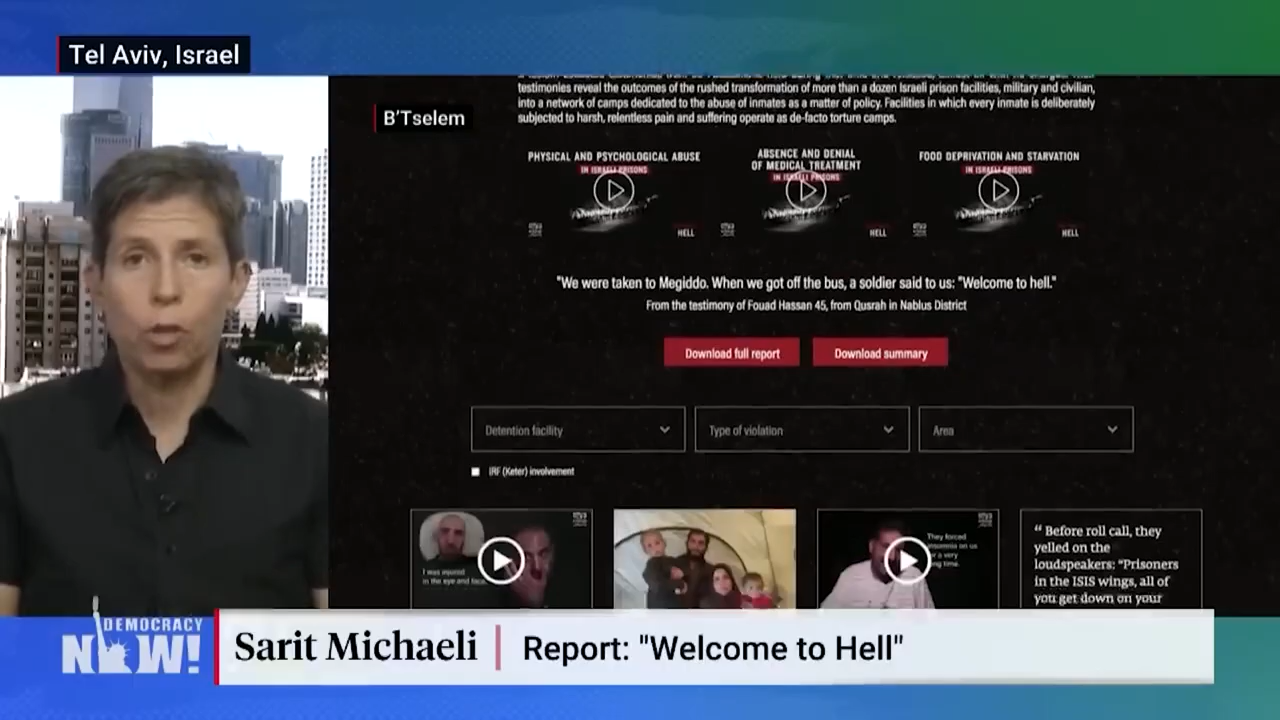 Tel Aviv, Israel
B'Tselem
testimonies reveal the outcomes of the rushed transformation of more than a dozen Israeli prison facilities, military and civilian,
into a network of camps dedicated to the abuse of inmates as a matter of policy. Facilities in which every inmate is deliberately
subjected to harsh, relentless pain and suffering operate as de-facto torture camps.
PHYSICAL AND PSYCHOLOGICAL ABUSE
IN ISRAELI PRISONS
HELL
ABSENCE AND DENIAL
OF MEDICAL TREATMENT
IN ISRAELI PRISONS
HELL
FOOD DEPRIVATION AND STARVATION
IN ISRAELI PRISONS
HELL
"We were taken to Megiddo. When we got off the bus, a soldier said to us: "Welcome to hell."
From the testimony of Fouad Hassan 45, from Qusrah in Nablus District
Download full report
Download summary
Detention facility
Type of violation
Area
IRF (Keter) involvement
I was injured
in the eye and face
They forced
insomnia on us
for a very
long time.
“ Before roll call, they
yelled on the
loudspeakers: “Prisoners
in the ISIS wings, all of
you get down on your
DEMOCRACY
NOW!
Sarit Michaeli
Report: "Welcome to Hell"